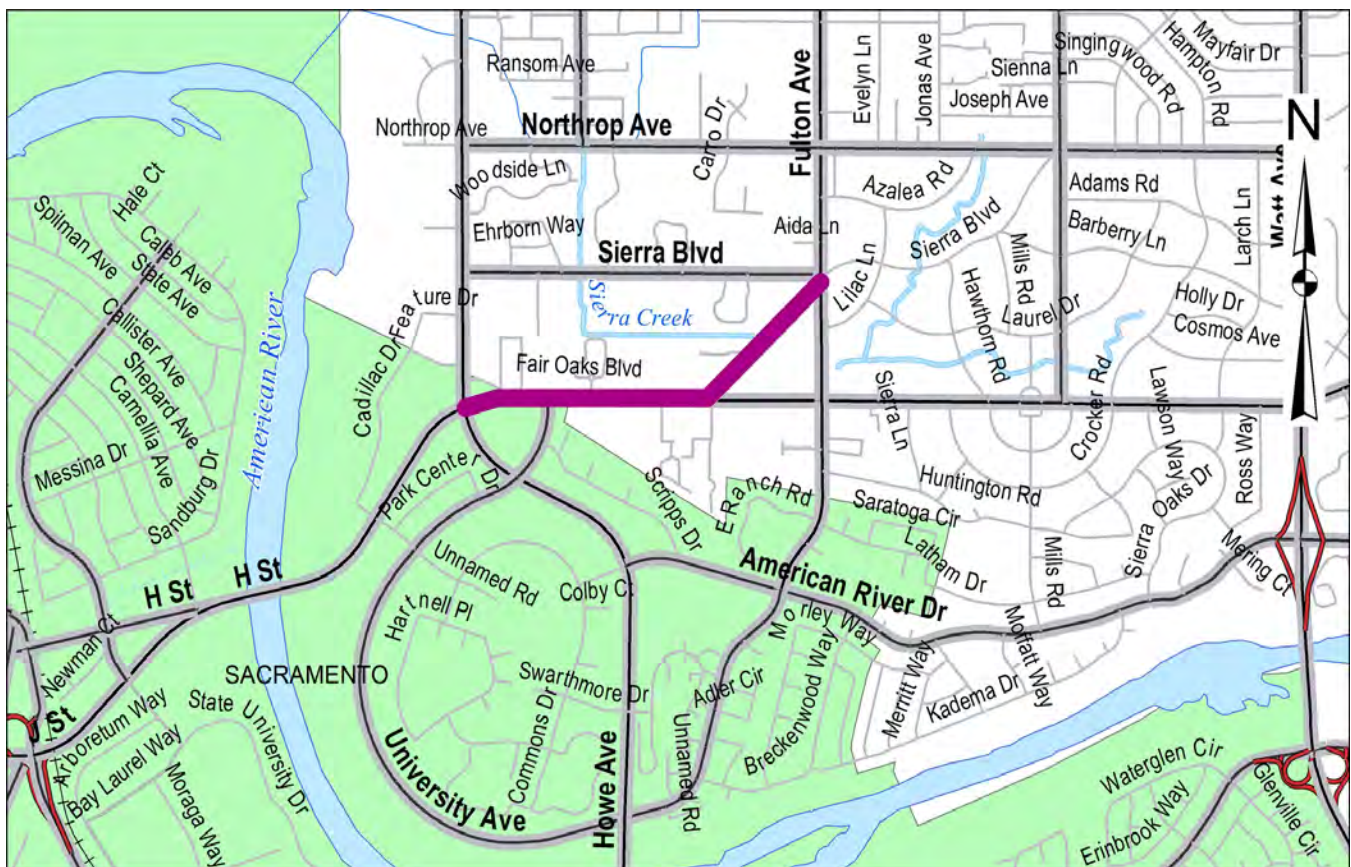 Ransom Ave
Evelyn Ln
Jonas Ave
Singingwood Rd
Hampton Rd
Mayfair Dr
Sienna Ln
Joseph Ave
Northrop Ave
Northrop Ave
Carro Dr
Fulton Ave
N
Woodside Ln
Azalea Rd
Adams Rd
Larch Ln
Hale Ct
Spilman Ave
Caleb Ave
State Ave
Ehrborn Way
Aida Ln
Sierra Blvd
Sierra Blvd
Mills Rd
Barberry Ln
Lilac Ln
Hawthorn Rd
Laurel Dr
Holly Dr
Cosmos Ave
Feature Dr
Sierra Creek
Callister Ave
Shepard Ave
Camellia Ave
American River
Cadillac Dr
Fair Oaks Blvd
Sierra Ln
Crocker Rd
Lawson Way
Ross Way
Messina Dr
Sandburg Dr
Park Center Dr
Scripps Dr
E Ranch Rd
Huntington Rd
Saratoga Cir
Sierra Oaks Dr
Latham Dr
Mering Ct
H St
H St
Unnamed Rd
Colby Ct
American River Dr
Mills Rd
Hartnell Pl
Morley Way
Moffatt Way
Newman Ct
SACRAMENTO
Swarthmore Dr
Adler Cir
Breckenwood Way
Merritt Way
Kadema Dr
J St
Arboretum Way
State University Dr
Bay Laurel Way
Moraga Way
University Ave
Commons Dr
Howe Ave
Unnamed Rd
Waterglen Cir
Erinbrook Way
Glenville Cir